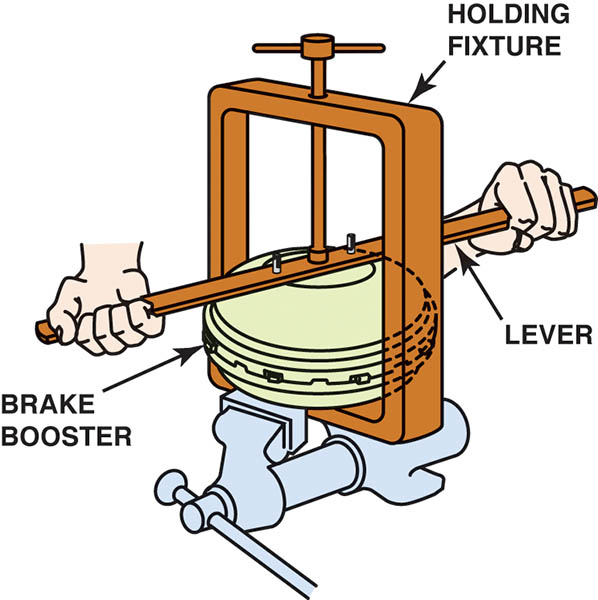 HOLDING
FIXTURE
LEVER
BRAKE
BOOSTER